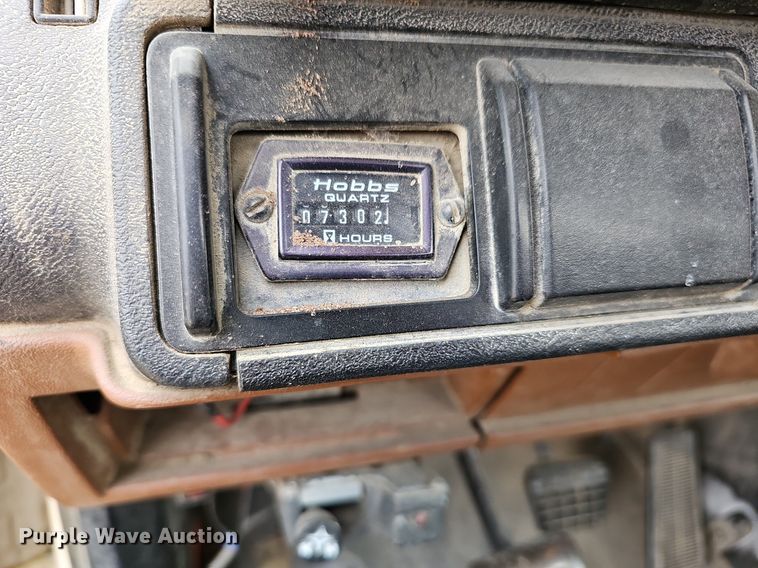 Hobbs
QUARTZ
07302
HOURS
Purple Wave Auction